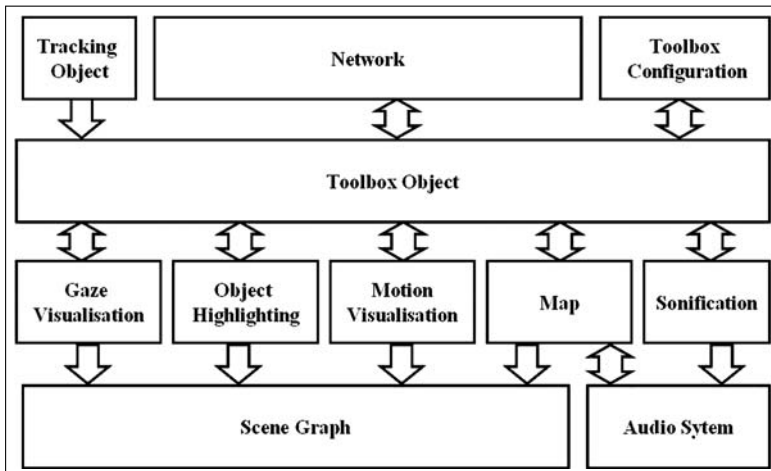 Tracking
Object
Network
Toolbox
Configuration
Toolbox Object
Gaze
Visualisation
Object
Highlighting
Motion
Visualisation
Map
Sonification
Scene Graph
Audio Sytem